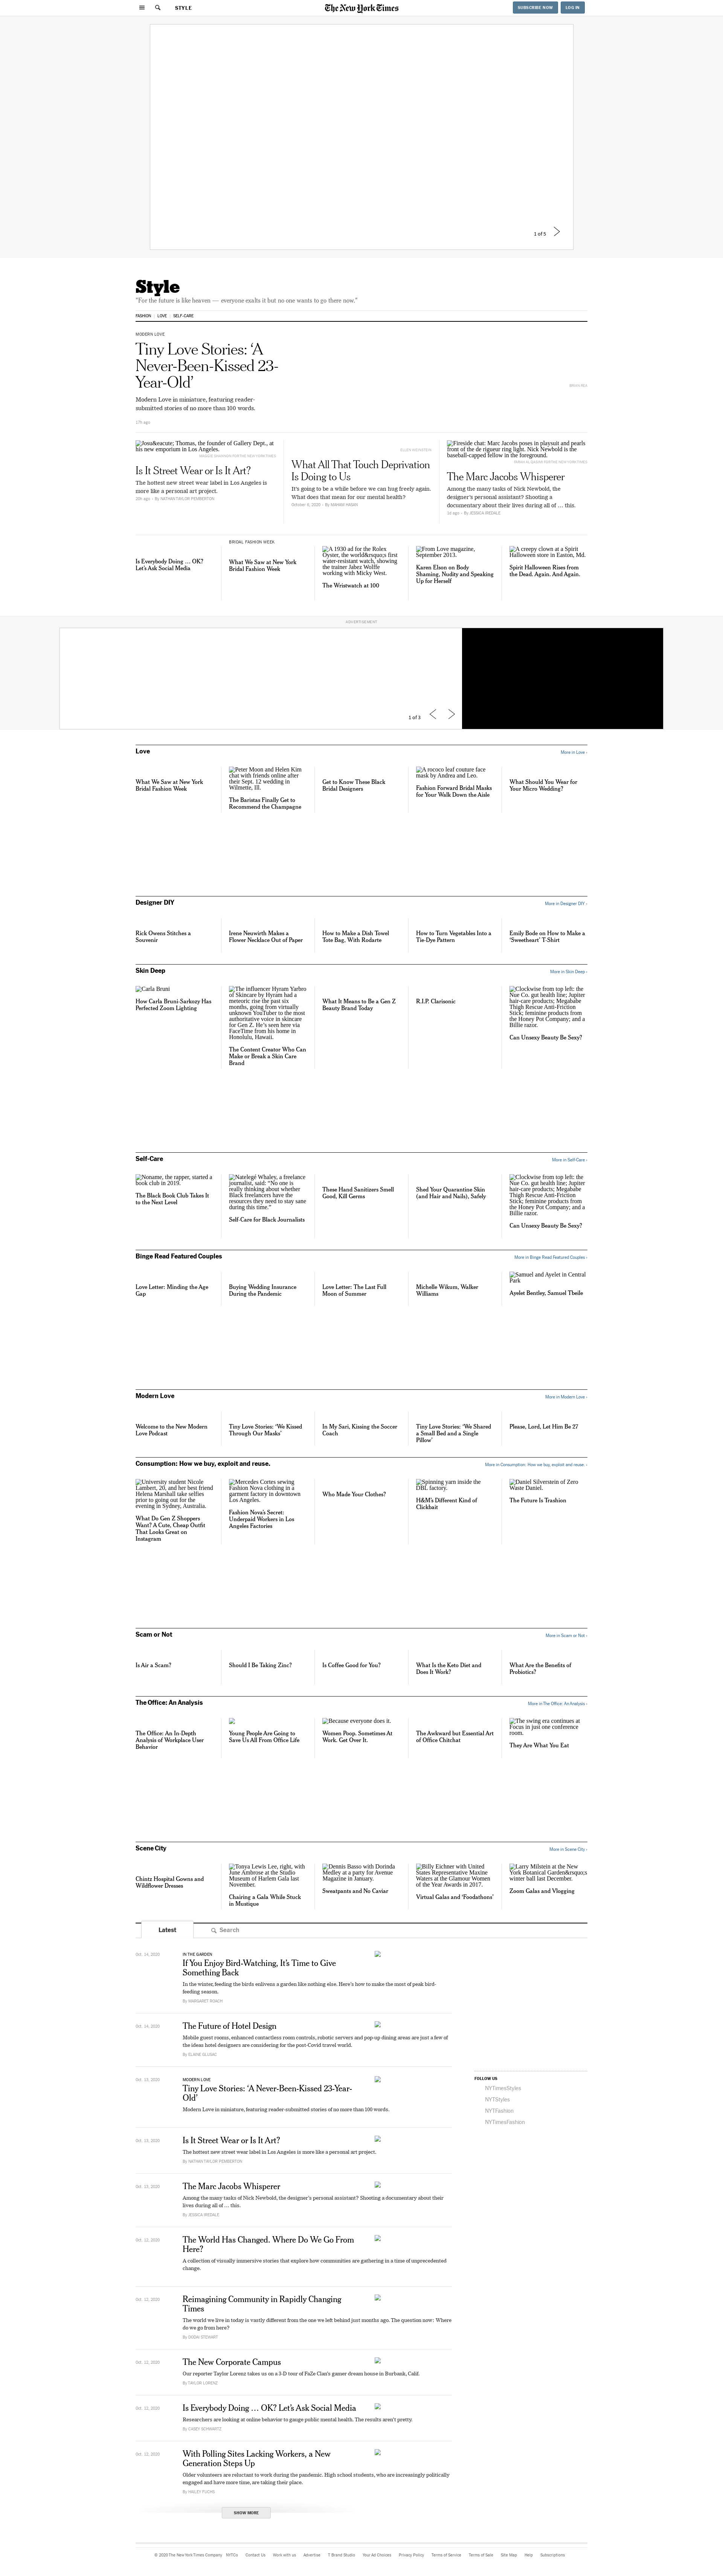 STYLE
The New York Times
SUBSCRIBE NOW
LOG IN
1 of 5
Style
"For the future is like heaven — everyone exalts it but no one wants to go there now."
FASHION LOVE SELF-CARE
MODERN LOVE
Tiny Love Stories: ‘A
Never-Been-Kissed 23-
Year-Old’
Modern Love in miniature, featuring reader-
submitted stories of no more than 100 words.
17h ago
BRIAN REA
Josu&eacute; Thomas, the founder of Gallery Dept., at
his new emporium in Los Angeles.
Is It Street Wear or Is It Art?
The hottest new street wear label in Los Angeles is
more like a personal art project.
By NATHAN TAYLOR PEMBERTON
ELLEN WEINSTEIN
What All That Touch Deprivation
Is Doing to Us
It's going to be a while before we can hug freely again.
What does that mean for our mental health?
October 6, 2020 · By MARAM HASAN
Fireside chat: Marc Jacobs poses in playsuit and pearls
in front of the rigueur ring light. Nick Newbold is the
baseball-capped fellow in the foreground.
The Marc Jacobs Whisperer
Among the many tasks of Nick Newbold, the
designer's personal assistant? Shooting a
documentary about their lives during all of … this.
1d ago · By JESSICA IREDALE
Is Everybody Doing … OK?
Let's Ask Social Media
BRIDAL FASHION WEEK
What We Saw at New York
Bridal Fashion Week
A 1930 ad for the Rolex
Oyster, the world&rsquo;s first
water-resistant watch, showing
the trainer Jabez Wolffe
working with Micky West.
The Wristwatch at 100
From Love magazine,
September 2013.
Karen Elson on Body
Shaming, Nudity and Speaking
Up for Herself
A creepy clown at a Spirit
Halloween store in Easton, Md.
Spirit Halloween Rises from
the Dead. Again. And Again.
ADVERTISEMENT
1 of 3
Love
More in Love ›
What We Saw at New York
Bridal Fashion Week
Peter Moon and Helen Kim
chat with friends online after
their Sept. 12 wedding in
Wilmette, Ill.
The Baristas Finally Get to
Recommend the Champagne
Get to Know These Black
Bridal Designers
A rococo leaf couture face
mask by Andrea and Leo.
Fashion Forward Bridal Masks
for Your Walk Down the Aisle
What Should You Wear for
Your Micro Wedding?
Designer DIY
More in Designer DIY ›
Rick Owens Stitches a
Souvenir
Irene Neuwirth Makes a
Flower Necklace Out of Paper
How to Make a Dish Towel
Tote Bag, With Rodarte
How to Turn Vegetables Into a
Tie-Dye Pattern
Emily Bode on How to Make a
‘Sweetheart’ T-Shirt
Skin Deep
More in Skin Deep ›
Carla Bruni
How Carla Bruni-Sarkozy Has
Perfected Zoom Lighting
The influencer Hyram Yarbro
of Skincare by Hyram had a
meteoric rise the past six
months, going from virtually
unknown YouTuber to the most
authoritative voice in skincare
for Gen Z. He's seen here via
FaceTime from his home in
Honolulu, Hawaii.
The Content Creator Who Can
Make or Break a Skin Care
Brand
What It Means to Be a Gen Z
Beauty Brand Today
R.I.P. Clarisonic
Clockwise from top left: the
Nue Co. gut health line; Jupiter
hair-care products; Megababe
Thigh Rescue Anti-Friction
Stick; feminine products from
the Honey Pot Company; and a
Billie razor.
Can Unsexy Beauty Be Sexy?
Self-Care
More in Self-Care ›
Noname, the rapper, started a
book club in 2019.
The Black Book Club Takes It
to the Next Level
Natelegé Whaley, a freelance
journalist, said: “No one is
really thinking about whether
Black freelancers have the
resources they need to stay sane
during this time.”
Self-Care for Black Journalists
These Hand Sanitizers Smell
Good, Kill Germs
Shed Your Quarantine Skin
(and Hair and Nails), Safely
Clockwise from top left: the
Nue Co. gut health line; Jupiter
hair-care products; Megababe
Thigh Rescue Anti-Friction
Stick; feminine products from
the Honey Pot Company; and a
Billie razor.
Can Unsexy Beauty Be Sexy?
Binge Read Featured Couples
More in Binge Read Featured Couples ›
Love Letter: Minding the Age
Gap
Buying Wedding Insurance
During the Pandemic
Love Letter: The Last Full
Moon of Summer
Michelle Wikum, Walker
Williams
Samuel and Ayelet in Central
Park
Ayelet Bentley, Samuel Tbeile
Modern Love
More in Modern Love ›
Welcome to the New Modern
Love Podcast
Tiny Love Stories: ‘We Kissed
Through Our Masks’
In My Sari, Kissing the Soccer
Coach
Tiny Love Stories: ‘We Shared
a Small Bed and a Single
Pillow’
Please, Lord, Let Him Be 27
Consumption: How we buy, exploit and reuse.
More in Consumption: How we buy, exploit and reuse. ›
University student Nicole
Lambert, 20, and her best friend
Helena Marshall take selfies
prior to going out for the
evening in Sydney, Australia.
What Do Gen Z Shoppers
Want? A Cute, Cheap Outfit
That Looks Great on
Instagram
Mercedes Cortes sewing
Fashion Nova clothing in a
garment factory in downtown
Los Angeles.
Fashion Nova's Secret:
Underpaid Workers in Los
Angeles Factories
Who Made Your Clothes?
Spinning yarn inside the
DBL factory.
H&M's Different Kind of
Clickbait
Daniel Silverstein of Zero
Waste Daniel.
The Future Is Trashion
Scam or Not
More in Scam or Not ›
Is Air a Scam?
Should I Be Taking Zinc?
Is Coffee Good for You?
What Is the Keto Diet and
Does It Work?
What Are the Benefits of
Probiotics?
The Office: An Analysis
More in The Office: An Analysis ›
The Office: An In-Depth
Analysis of Workplace User
Behavior
Young People Are Going to
Save Us All From Office Life
Because everyone does it.
Women Poop. Sometimes At
Work. Get Over It.
The Awkward but Essential Art
of Office Chitchat
The swing era continues at
Focus in just one conference
room.
They Are What You Eat
Scene City
More in Scene City ›
Chintz Hospital Gowns and
Wildflower Dresses
Tonya Lewis Lee, right, with
Jane Ambrose at the Studio
Museum of Harlem Gala last
November.
Chairing a Gala While Stuck
in Mustique
Dennis Basso with Dorinda
Medley at a party for Avenue
Magazine in January.
Sweatpants and No Caviar
Billy Eichner with United
States Representative Maxine
Waters at the Glamour Women
of the Year Awards in 2017.
Virtual Galas and ‘Foodathons’
Larry Milstein at the New
York Botanical Garden&rsquo;s
winter ball last December.
Zoom Galas and Vlogging
Latest
Search
Oct. 14, 2020
IN THE GARDEN
If You Enjoy Bird-Watching, It's Time to Give
Something Back
In the winter, feeding the birds enlivens a garden like nothing else. Here's how to make the most of peak bird-
feeding season.
By MARGARET ROACH
Oct. 14, 2020
The Future of Hotel Design
Mobile guest rooms, enhanced contactless room controls, robotic servers and pop-up dining areas are just a few of
the ideas hotel designers are considering for the post-Covid travel world.
By ELAINE GLUSAC
Oct. 13, 2020
MODERN LOVE
Tiny Love Stories: ‘A Never-Been-Kissed 23-Year-
Old’
Modern Love in miniature, featuring reader-submitted stories of no more than 100 words.
Oct. 13, 2020
Is It Street Wear or Is It Art?
The hottest new street wear label in Los Angeles is more like a personal art project.
By NATHAN TAYLOR PEMBERTON
Oct. 13, 2020
The Marc Jacobs Whisperer
Among the many tasks of Nick Newbold, the designer's personal assistant? Shooting a documentary about their
lives during all of … this.
By JESSICA IREDALE
Oct. 12, 2020
The World Has Changed. Where Do We Go From
Here?
A collection of visually immersive stories that explore how communities are gathering in a time of unprecedented
change.
Oct. 12, 2020
Reimagining Community in Rapidly Changing
Times
The world we live in today is vastly different from the one we left behind just months ago. The question now: Where
do we go from here?
By DODAI STEWART
Oct. 12, 2020
The New Corporate Campus
Our reporter Taylor Lorenz takes us on a 3-D tour of FaZe Clan's gamer dream house in Burbank, Calif.
By TAYLOR LORENZ
Oct. 12, 2020
Is Everybody Doing … OK? Let's Ask Social Media
Researchers are looking at online behavior to gauge public mental health. The results aren't pretty.
By CASEY SCHWARTZ
Oct. 12, 2020
With Polling Sites Lacking Workers, a New
Generation Steps Up
Older volunteers are reluctant to work during the pandemic. High school students, who are increasingly politically
engaged and have more time, are taking their place.
By HAILEY FUCHS
SHOW MORE
FOLLOW US
NYTimesStyles
NYTStyles
NYTFashion
NYTimesFashion
© 2020 The New York Times Company NYTCo Contact Us Work with us Advertise T Brand Studio Your Ad Choices Privacy Policy Terms of Service Terms of Sale Site Map Help Subscriptions